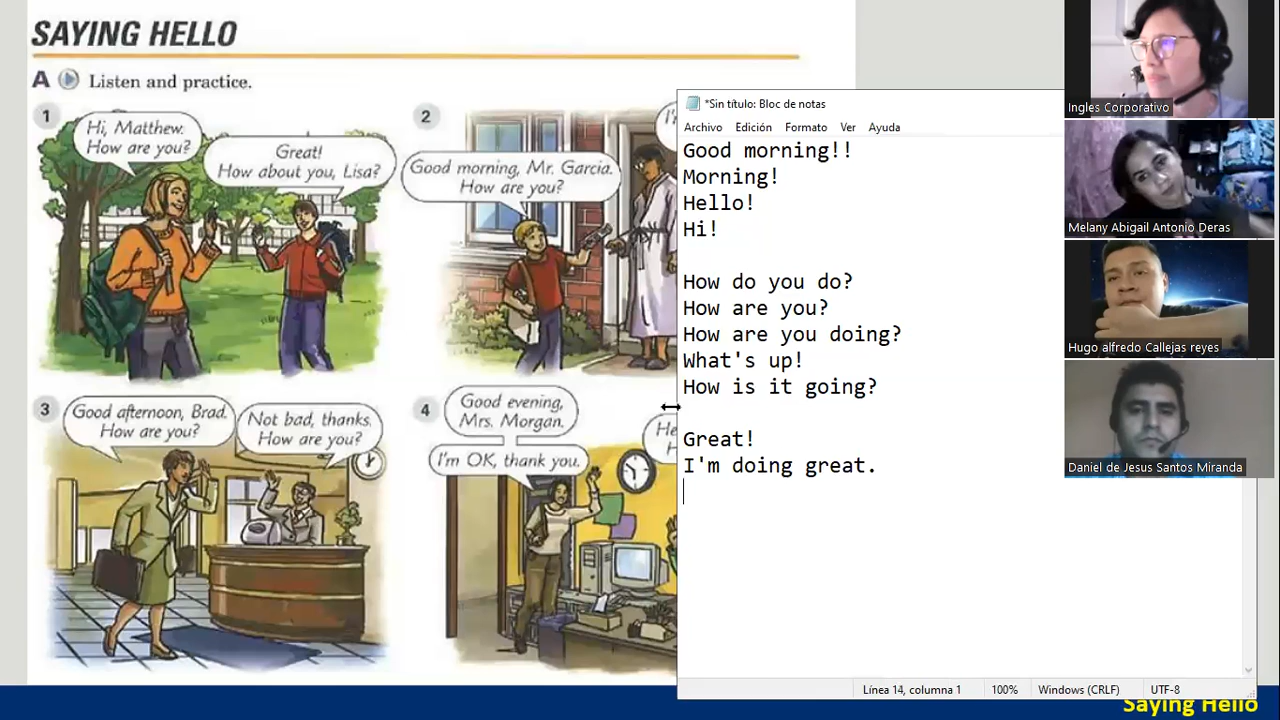 SAYING HELLO
A Listen and practice.
1
Hi, Matthew.
How are you?
Great!
How about you, Lisa?
2
Good morning, Mr. Garcia.
How are you?
3
Good afternoon, Brad.
How are you?
Not bad, thanks.
How are you?
4
Good evening,
Mrs. Morgan.
I'm OK, thank you.
*Sin título: Bloc de notas
Archivo Edición Formato Ver Ayuda
Good morning!!
Morning!
Hello!
Hi!
How do you do?
How are you?
How are you doing?
What's up!
How is it going?
Great!
I'm doing great.
Línea 14, columna 1 100% Windows (CRLF) UTF-8
Saying Hello
Ingles Corporativo
Melany Abigail Antonio Deras
Hugo alfredo Callejas reyes
Daniel de Jesus Santos Miranda